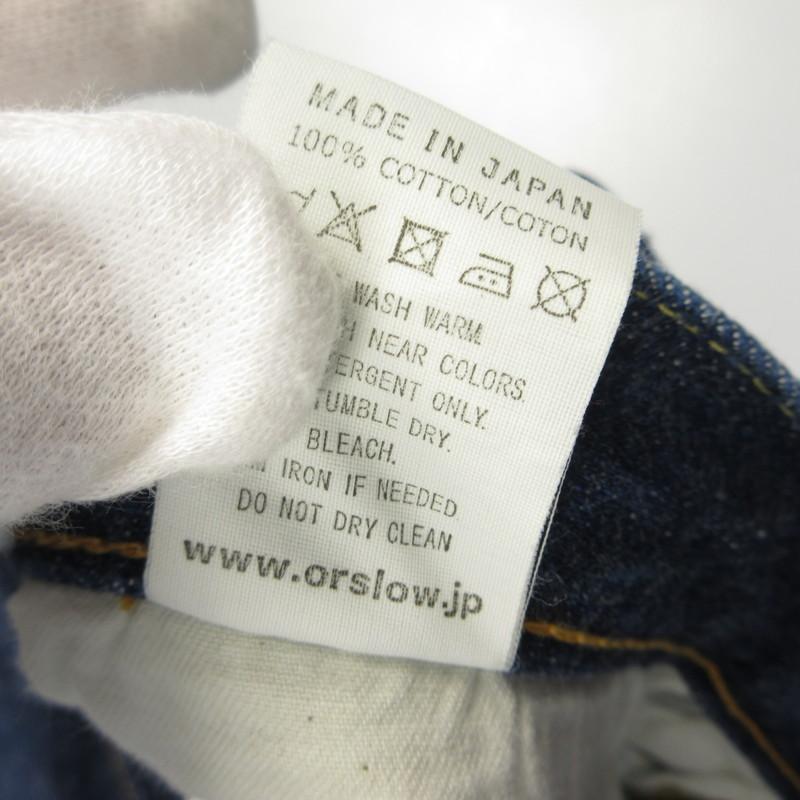 MADE IN JAPAN
100% COTTON/COTON
WASH WARM
NEAR COLORS.
ONLY.
TUMBLE DRY.
BLEACH.
IRON IF NEEDED
DO NOT DRY CLEAN
www.orslow.jp